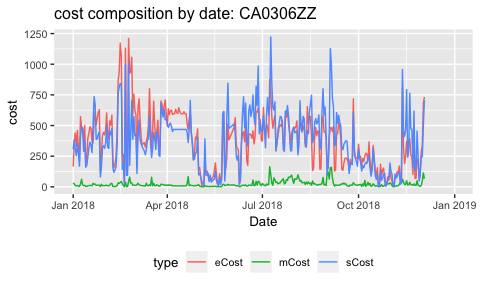 cost composition by date: CA0306ZZ
1250
1000
750
500
250
0
cost
Jan 2018
Apr 2018
Jul 2018
Oct 2018
Jan 2019
Date
type
eCost
mCost
sCost